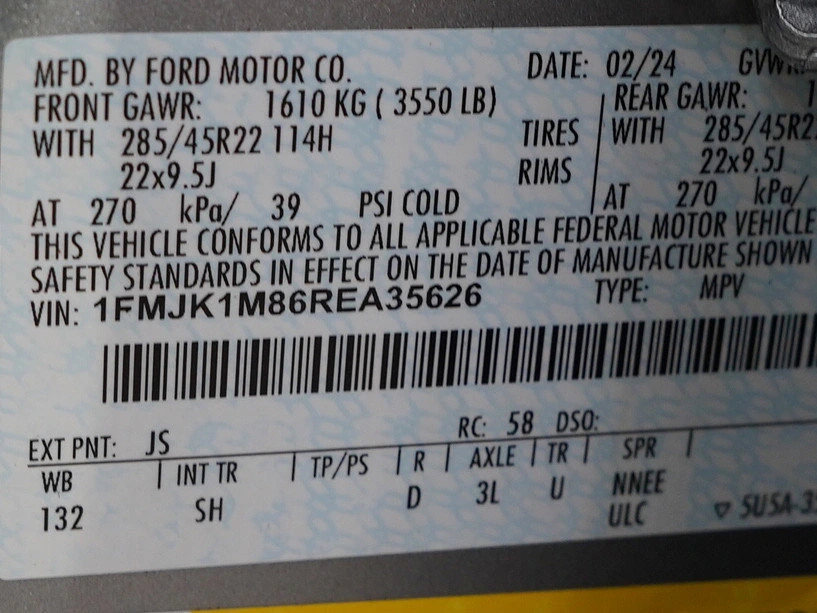 MFD. BY FORD MOTOR CO. DATE: 02/24
FRONT GAWR: 1610 KG ( 3550 LB) REAR GAWR:
WITH 285/45R22 114H TIRES WITH
22x9.5J RIMS 22x9.5J
AT 270 kPa/ 39 PSI COLD AT 270 kPa/
THIS VEHICLE CONFORMS TO ALL APPLICABLE FEDERAL MOTOR VEHICLE
SAFETY STANDARDS IN EFFECT ON THE DATE OF MANUFACTURE SHOWN
VIN: 1FMJK1M86REA35626 TYPE: MPV
EXT PNT: JS RC: 58 DSO:
WB INT TR TP/PS R AXLE TR SPR
132 SH D 3L U NNEE
ULC